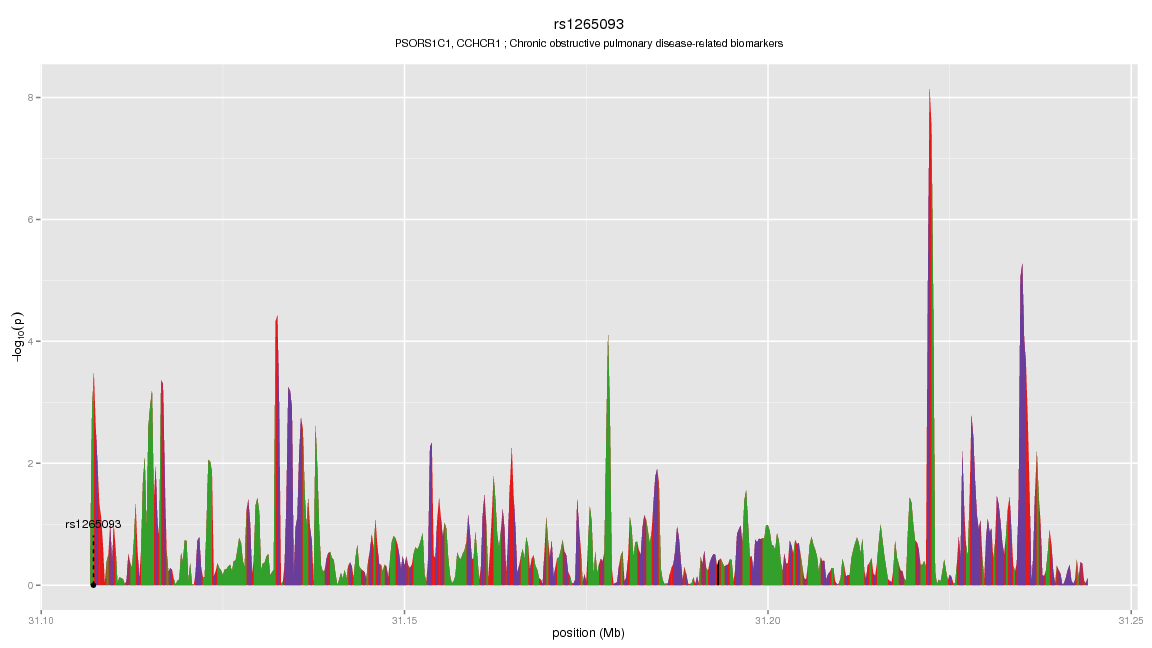 rs1265093
PSORS1C1, CCHCR1 ; Chronic obstructive pulmonary disease-related biomarkers
8
6
4
2
0
−log10(p)
rs1265093
31.10
31.15
31.20
31.25
position (Mb)